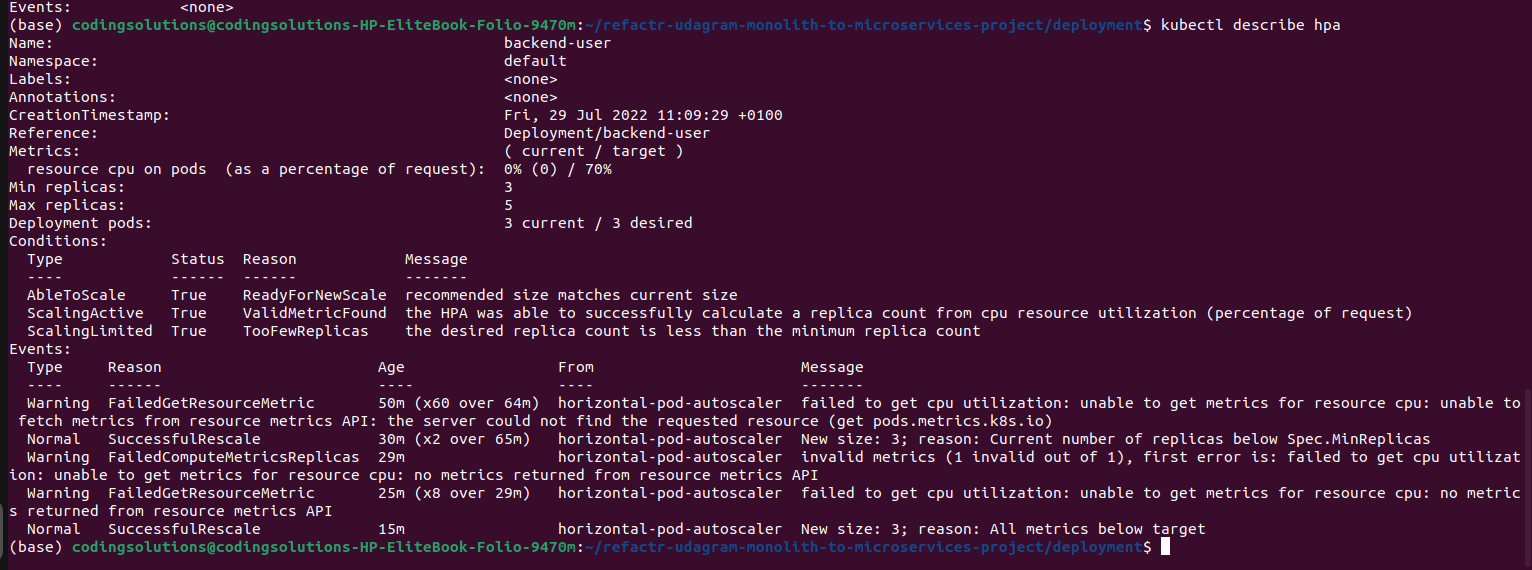 Events:            <none>
(base) codingsolutions@codingsolutions-HP-EliteBook-Folio-9470m:~/refactr-udagram-monolith-to-microservices-project/deployment$ kubectl describe hpa
Name:                                                  backend-user
Namespace:                                             default
Labels:                                                <none>
Annotations:                                           <none>
CreationTimestamp:                                     Fri, 29 Jul 2022 11:09:29 +0100
Reference:                                             Deployment/backend-user
Metrics:                                               ( current / target )
  resource cpu on pods  (as a percentage of request):  0% (0) / 70%
Min replicas:                                          3
Max replicas:                                          5
Deployment pods:                                       3 current / 3 desired
Conditions:
  Type            Status  Reason            Message
  ----            ------  ------            -------
  AbleToScale     True    ReadyForNewScale  recommended size matches current size
  ScalingActive   True    ValidMetricFound  the HPA was able to successfully calculate a replica count from cpu resource utilization (percentage of request)
  ScalingLimited  True    TooFewReplicas    the desired replica count is less than the minimum replica count
Events:
  Type     Reason                        Age                 From                       Message
  ----     ------                        ----                ----                       -------
  Warning  FailedGetResourceMetric       50m (x60 over 64m)  horizontal-pod-autoscaler  failed to get cpu utilization: unable to get metrics for resource cpu: unable to
 fetch metrics from resource metrics API: the server could not find the requested resource (get pods.metrics.k8s.io)
  Normal   SuccessfulRescale             30m (x2 over 65m)   horizontal-pod-autoscaler  New size: 3; reason: Current number of replicas below Spec.MinReplicas
  Warning  FailedComputeMetricsReplicas  29m                 horizontal-pod-autoscaler  invalid metrics (1 invalid out of 1), first error is: failed to get cpu utilizat
ion: unable to get metrics for resource cpu: no metrics returned from resource metrics API
  Warning  FailedGetResourceMetric       25m (x8 over 29m)   horizontal-pod-autoscaler  failed to get cpu utilization: unable to get metrics for resource cpu: no metric
s returned from resource metrics API
  Normal   SuccessfulRescale             15m                 horizontal-pod-autoscaler  New size: 3; reason: All metrics below target
(base) codingsolutions@codingsolutions-HP-EliteBook-Folio-9470m:~/refactr-udagram-monolith-to-microservices-project/deployment$